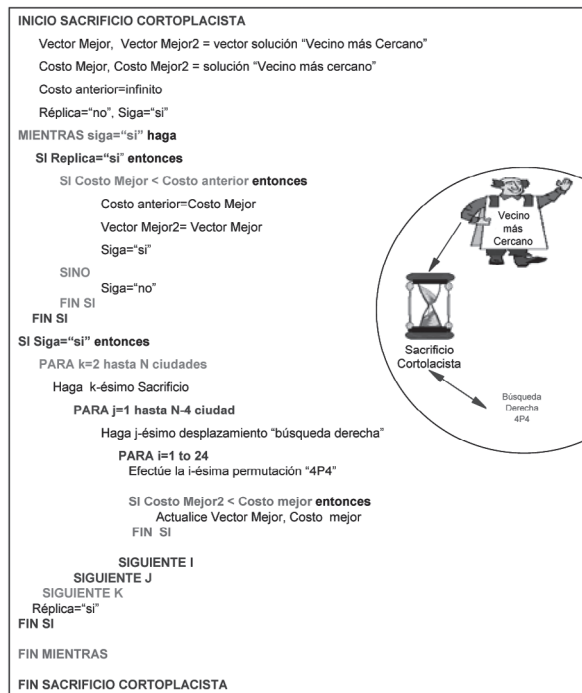 INICIO SACRIFICIO CORTOPLACISTA
Vector Mejor, Vector Mejor2 = vector solución “Vecino más Cercano”
Costo Mejor, Costo Mejor2 = solución “Vecino más cercano”
Costo anterior=infinito
Réplica=“no”, Siga=“si”
MIENTRAS siga=“si” haga
SI Replica=“si” entonces
SI Costo Mejor < Costo anterior entonces
Costo anterior=Costo Mejor
Vector Mejor2= Vector Mejor
Siga=“si”
SINO
Siga=“no”
FIN SI
FIN SI
SI Siga=“si” entonces
PARA k=2 hasta N ciudades
Haga k-ésimo Sacrificio
PARA j=1 hasta N-4 ciudad
Haga j-ésimo desplazamiento “búsqueda derecha”
PARA i=1 to 24
Efectúe la i-ésima permutación “4P4”
SI Costo Mejor2 < Costo mejor entonces
Actualice Vector Mejor, Costo mejor
FIN SI
SIGUIENTE I
SIGUIENTE J
SIGUIENTE K
Réplica=“si”
FIN SI
FIN MIENTRAS
FIN SACRIFICIO CORTOPLACISTA
Vecino
más
Cercano
Sacrificio
Cortolacista
Búsqueda
Derecha
4P4